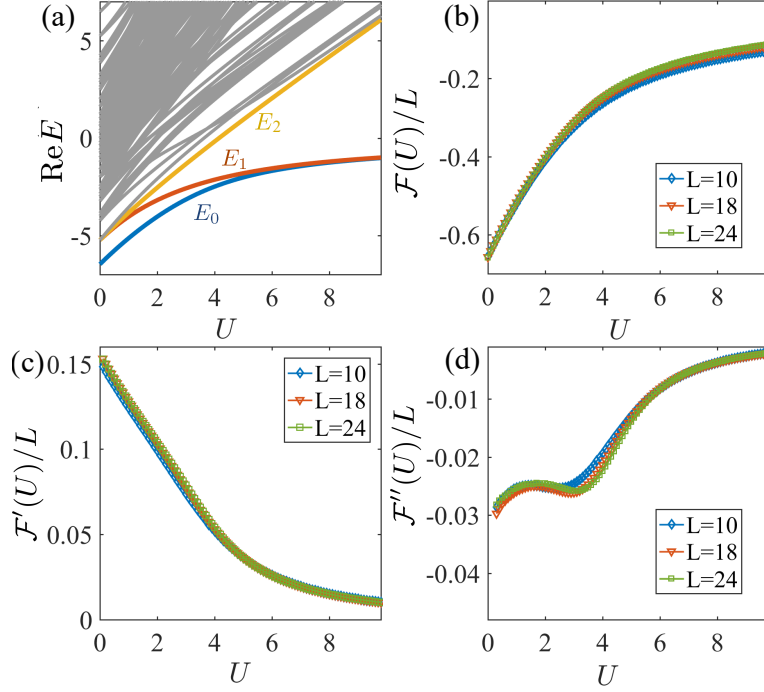 (a)
5
0
-5
ReE
E₂
E₁
E₀
0 2 4 6 8
U
(b)
-0.2
-0.4
-0.6
ℱ(U)/L
L=10
L=18
L=24
0 2 4 6 8
U
(c)
0.15
0.1
0.05
0
ℱ′(U)/L
L=10
L=18
L=24
0 2 4 6 8
U
(d)
-0.01
-0.02
-0.03
-0.04
ℱ″(U)/L
L=10
L=18
L=24
0 2 4 6 8
U